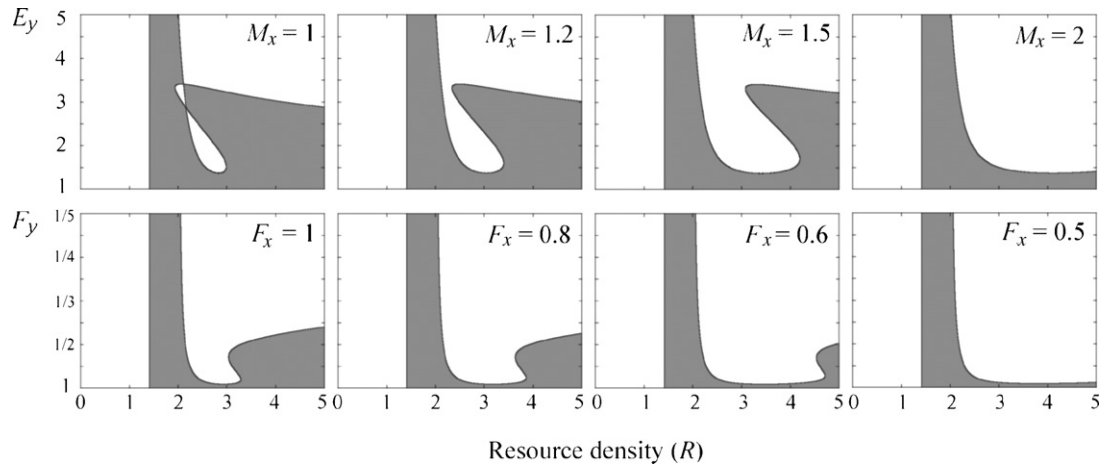 E_y
5 4 3 2 1
M_x = 1
M_x = 1.2
M_x = 1.5
M_x = 2
F_y
1/5 1/4 1/3 1/2 1
F_x = 1
F_x = 0.8
F_x = 0.6
F_x = 0.5
0 1 2 3 4 5
0 1 2 3 4 5
0 1 2 3 4 5
0 1 2 3 4 5
Resource density (R)